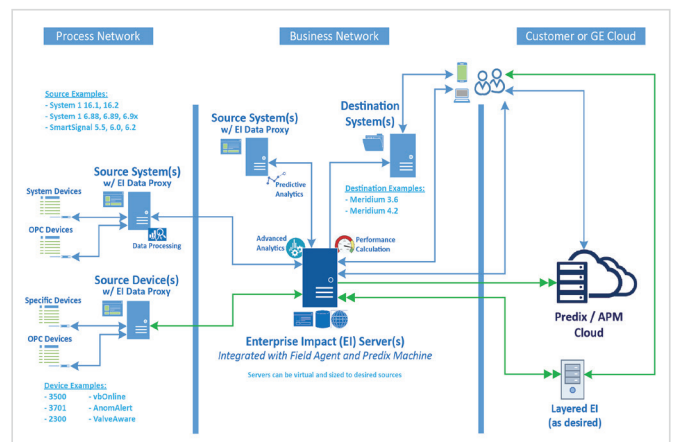 Process Network
Business Network
Customer or GE Cloud
Source Examples:
- System 1 16.1, 16.2
- System 1 6.88, 6.89, 6.9x
- SmartSignal 5.5, 6.0, 6.2
Source System(s)
w/ EI Data Proxy
Destination
System(s)
Predictive
Analytics
Source System(s)
w/ EI Data Proxy
System Devices
OPC Devices
Data Processing
Destination Examples:
- Meridium 3.6
- Meridium 4.2
Advanced
Analytics
Performance
Calculation
Source Device(s)
w/ EI Data Proxy
Specific Devices
OPC Devices
Predix / APM
Cloud
Enterprise Impact (EI) Server(s)
Integrated with Field Agent and Predix Machine
Servers can be virtual and sized to desired sources
Device Examples:
- 3500 - vbOnline
- 3701 - AnomAlert
- 2300 - ValveAware
Layered EI
(as desired)